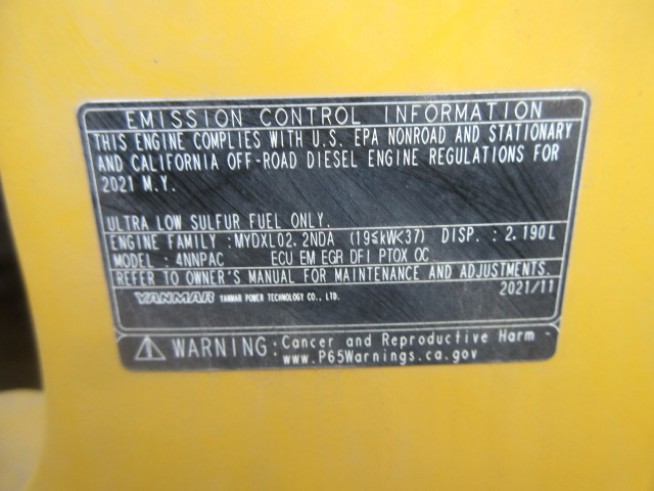 EMISSION CONTROL INFORMATION
THIS ENGINE COMPLIES WITH U.S. EPA NONROAD AND STATIONARY
AND CALIFORNIA OFF-ROAD DIESEL ENGINE REGULATIONS FOR
2021 M.Y.
ULTRA LOW SULFUR FUEL ONLY.
ENGINE FAMILY :MYDXL02.2NDA (19≤kW<37) DISP. :2.190L
MODEL: 4NNPAC ECU EM EGR DFI PTOX OC
REFER TO OWNER'S MANUAL FOR MAINTENANCE AND ADJUSTMENTS.
YANMAR YANMAR POWER TECHNOLOGY CO., LTD. 2021/11
WARNING: Cancer and Reproductive Harm -
www.P65Warnings.ca.gov